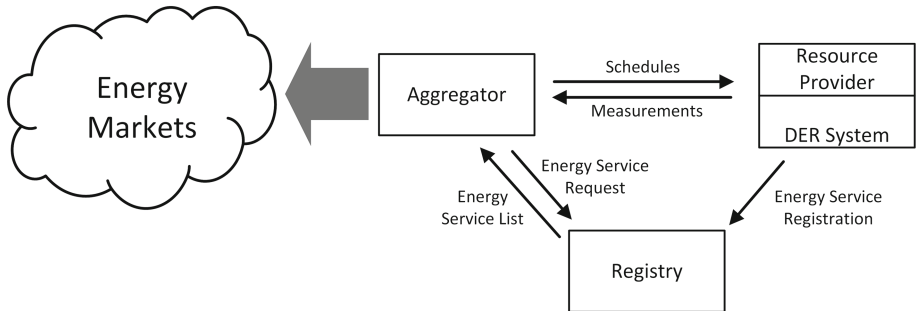 Energy
Markets
Aggregator
Schedules
Measurements
Resource
Provider
DER System
Energy Service
Request
Energy
Service List
Energy Service
Registration
Registry